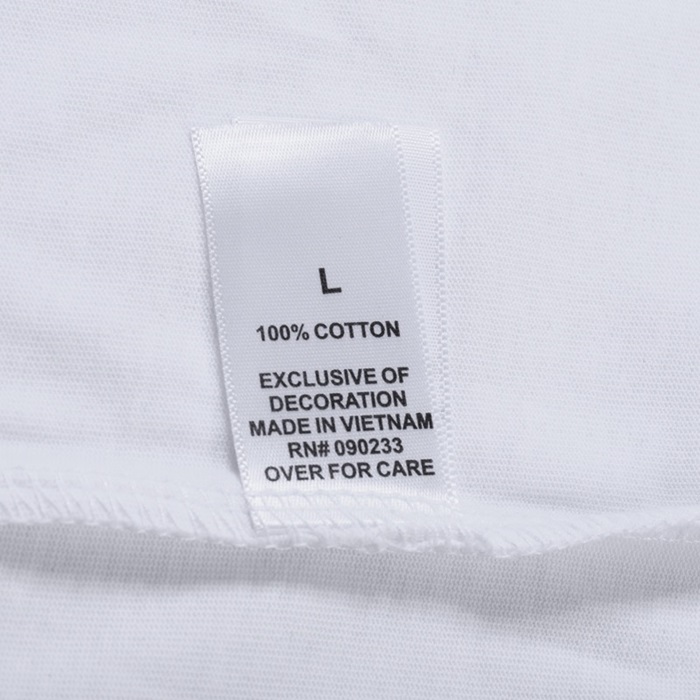 L
100% COTTON
EXCLUSIVE OF
DECORATION
MADE IN VIETNAM
RN# 090233
OVER FOR CARE